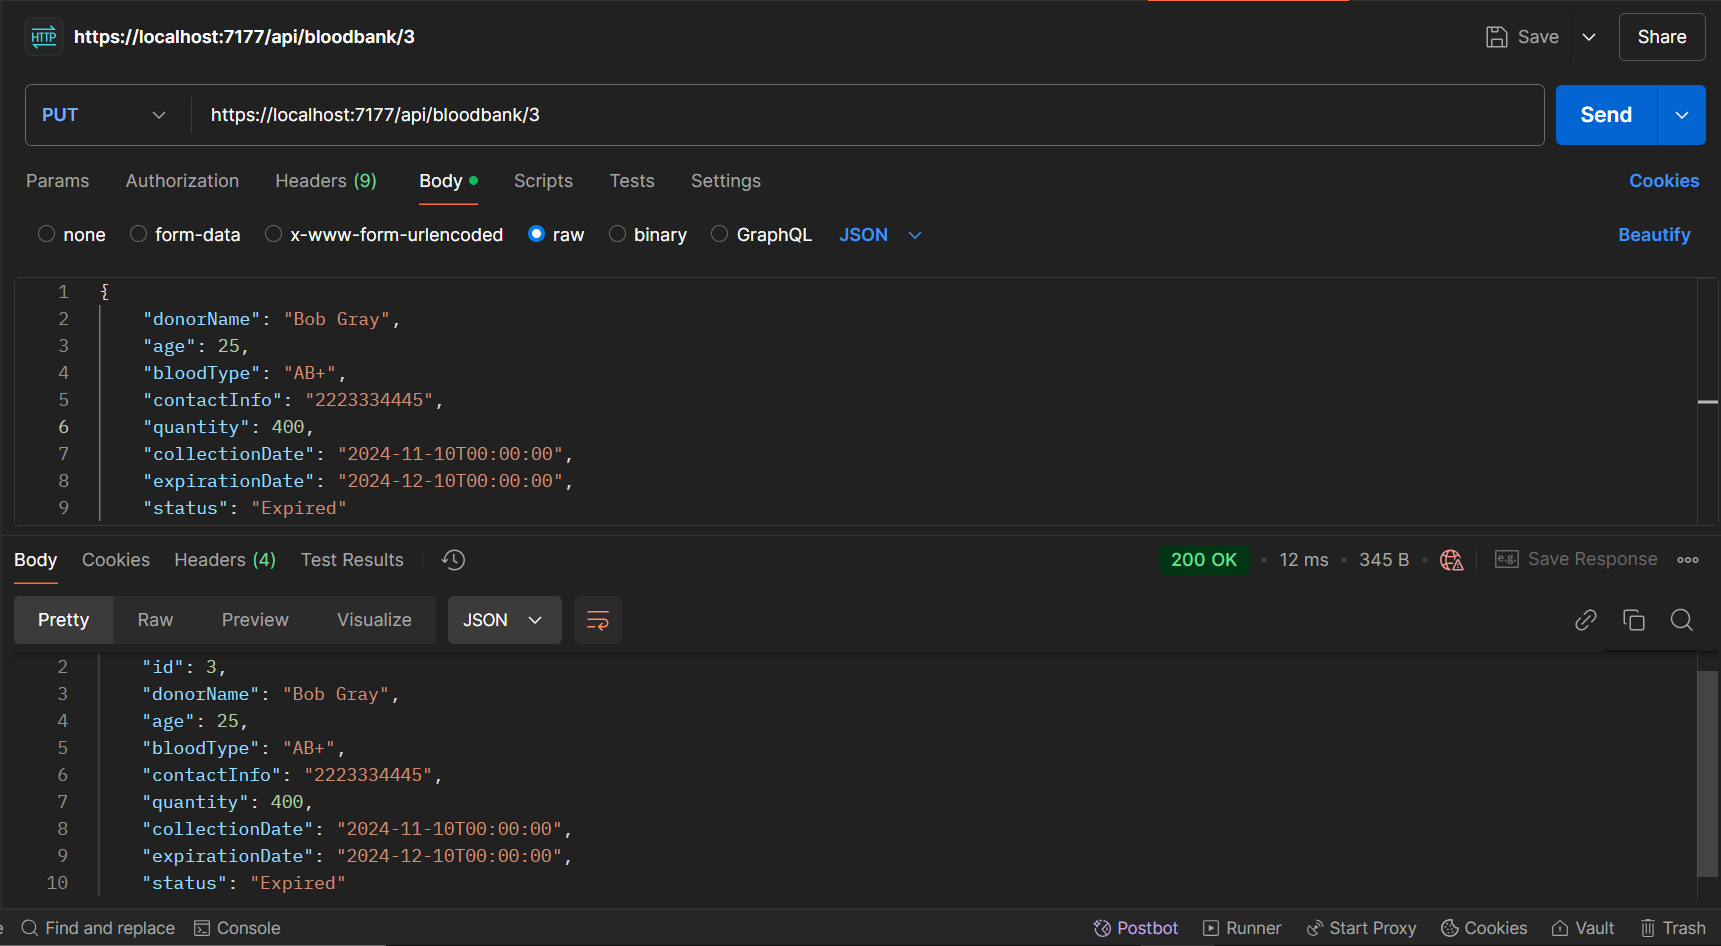 HTTP https://localhost:7177/api/bloodbank/3 Save Share
PUT https://localhost:7177/api/bloodbank/3 Send
Params Authorization Headers (9) Body Scripts Tests Settings Cookies
none form-data x-www-form-urlencoded raw binary GraphQL JSON Beautify
1 {
2 "donorName": "Bob Gray",
3 "age": 25,
4 "bloodType": "AB+",
5 "contactInfo": "2223334445",
6 "quantity": 400,
7 "collectionDate": "2024-11-10T00:00:00",
8 "expirationDate": "2024-12-10T00:00:00",
9 "status": "Expired"
Body Cookies Headers (4) Test Results 200 OK 12 ms 345 B e.g. Save Response
Pretty Raw Preview Visualize JSON
2 "id": 3,
3 "donorName": "Bob Gray",
4 "age": 25,
5 "bloodType": "AB+",
6 "contactInfo": "2223334445",
7 "quantity": 400,
8 "collectionDate": "2024-11-10T00:00:00",
9 "expirationDate": "2024-12-10T00:00:00",
10 "status": "Expired"
Find and replace Console Postbot Runner Start Proxy Cookies Vault Trash